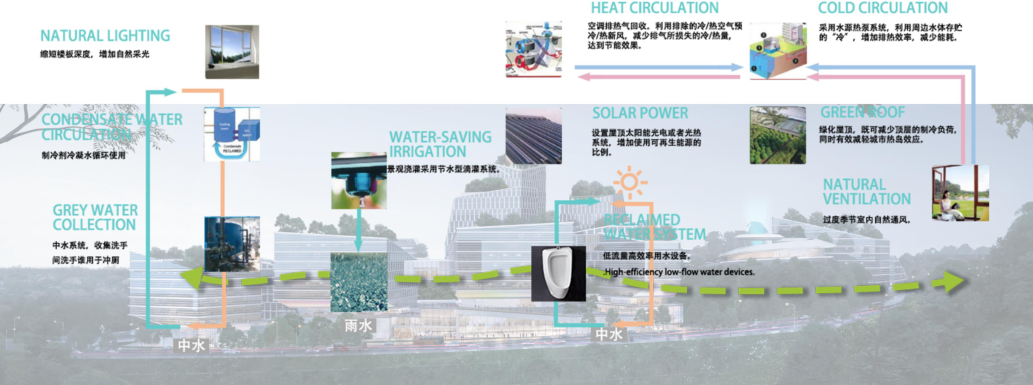 NATURAL LIGHTING
缩短楼板深度，增加自然采光
CONDENSATE WATER
CIRCULATION
制冷剂冷凝水循环使用
GREY WATER
COLLECTION
中水系统，收集洗手
间洗手谁用于冲厕
中水
WATER-SAVING
IRRIGATION
景观浇灌采用节水型滴灌系统。
雨水
HEAT CIRCULATION
空调排热气回收。利用排除的冷/热空气预
冷/热新风，减少排气所损失的冷/热量，
达到节能效果。
SOLAR POWER
设置屋顶太阳能光电或者光热
系统，增加使用可再生能源的
比例。
RECLAIMED
WATER SYSTEM
低流量高效率用水设备。
.High-efficiency low-flow water devices.
中水
COLD CIRCULATION
采用水源热泵系统，利用周边水体存贮
的“冷”，增加排热效率，减少能耗。
GREEN ROOF
绿化屋顶，既可减少顶层的制冷负荷，
同时有效减轻城市热岛效应。
NATURAL
VENTILATION
过度季节室内自然通风。